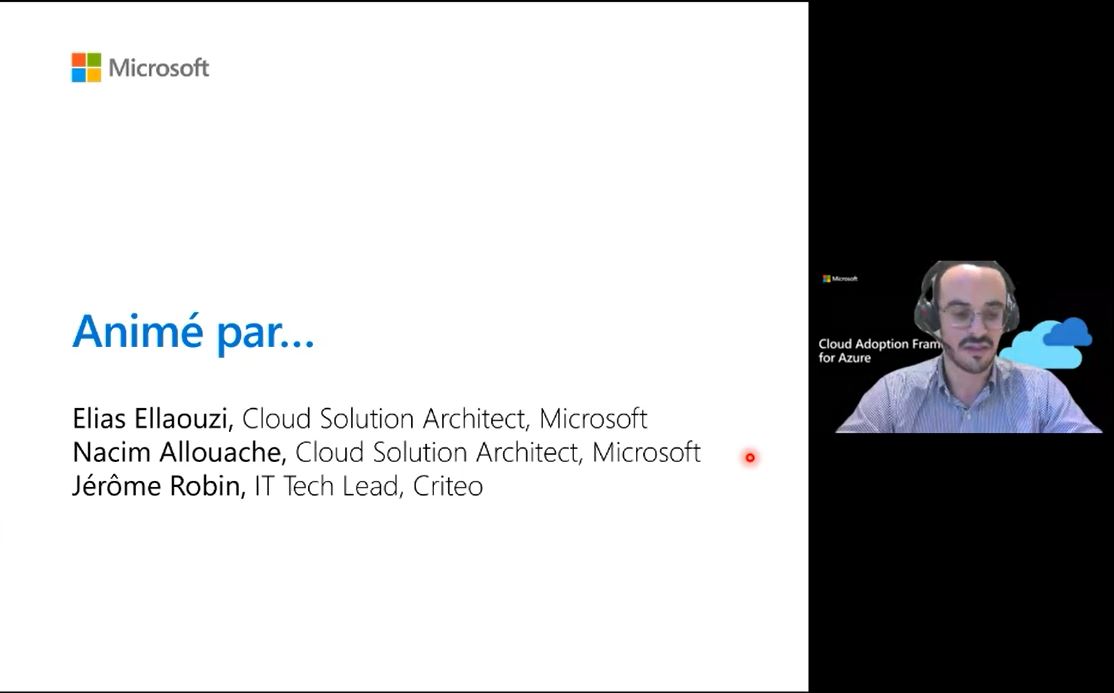 Microsoft
Animé par...
Elias Ellaouzi, Cloud Solution Architect, Microsoft
Nacim Allouache, Cloud Solution Architect, Microsoft
Jérôme Robin, IT Tech Lead, Criteo
Microsoft
Cloud Adoption Fram
for Azure